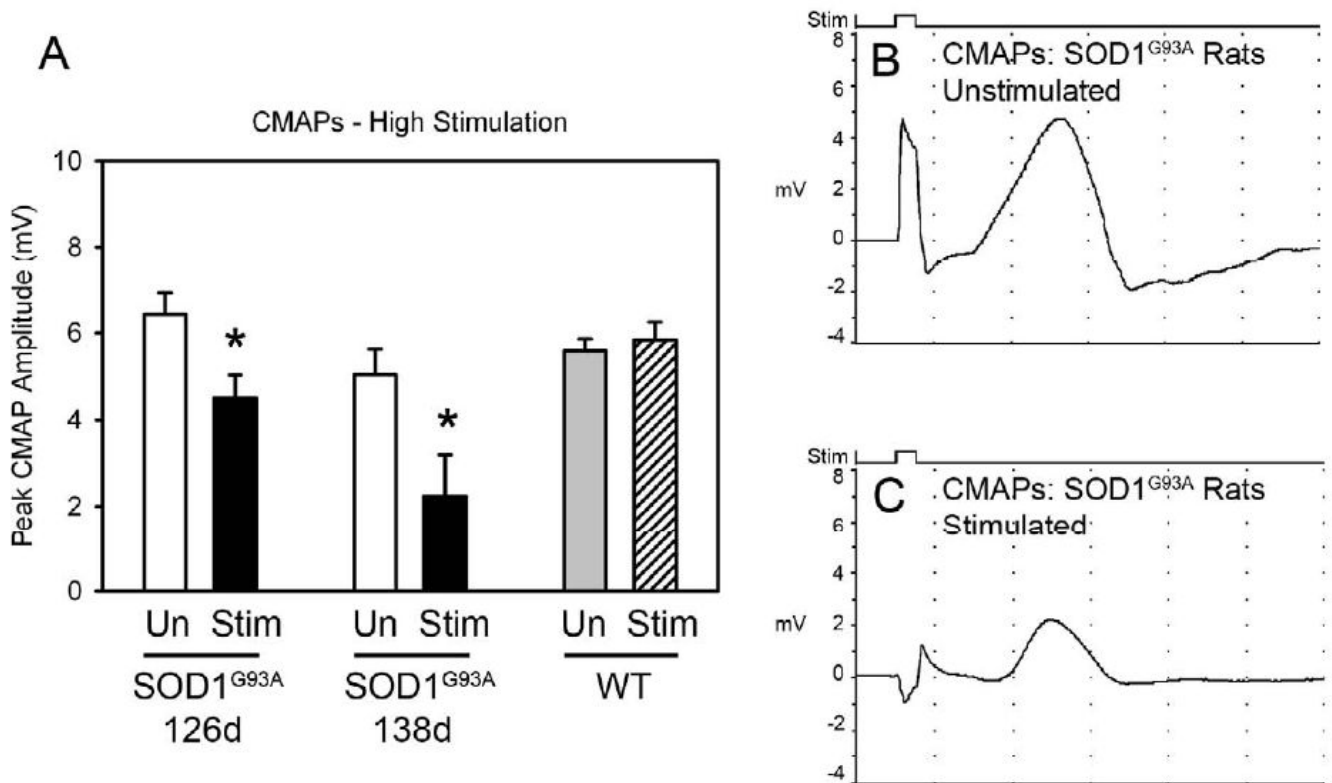 A
CMAPs - High Stimulation
Peak CMAP Amplitude (mV)
10
8
6
4
2
0
*
*
Un Stim
Un Stim
Un Stim
SOD1G93A
126d
SOD1G93A
138d
WT
Stim
B
CMAPs: SOD1G93A Rats
Unstimulated
mV
8
6
4
2
0
-2
-4
Stim
C
CMAPs: SOD1G93A Rats
Stimulated
mV
8
6
4
2
0
-2
-4